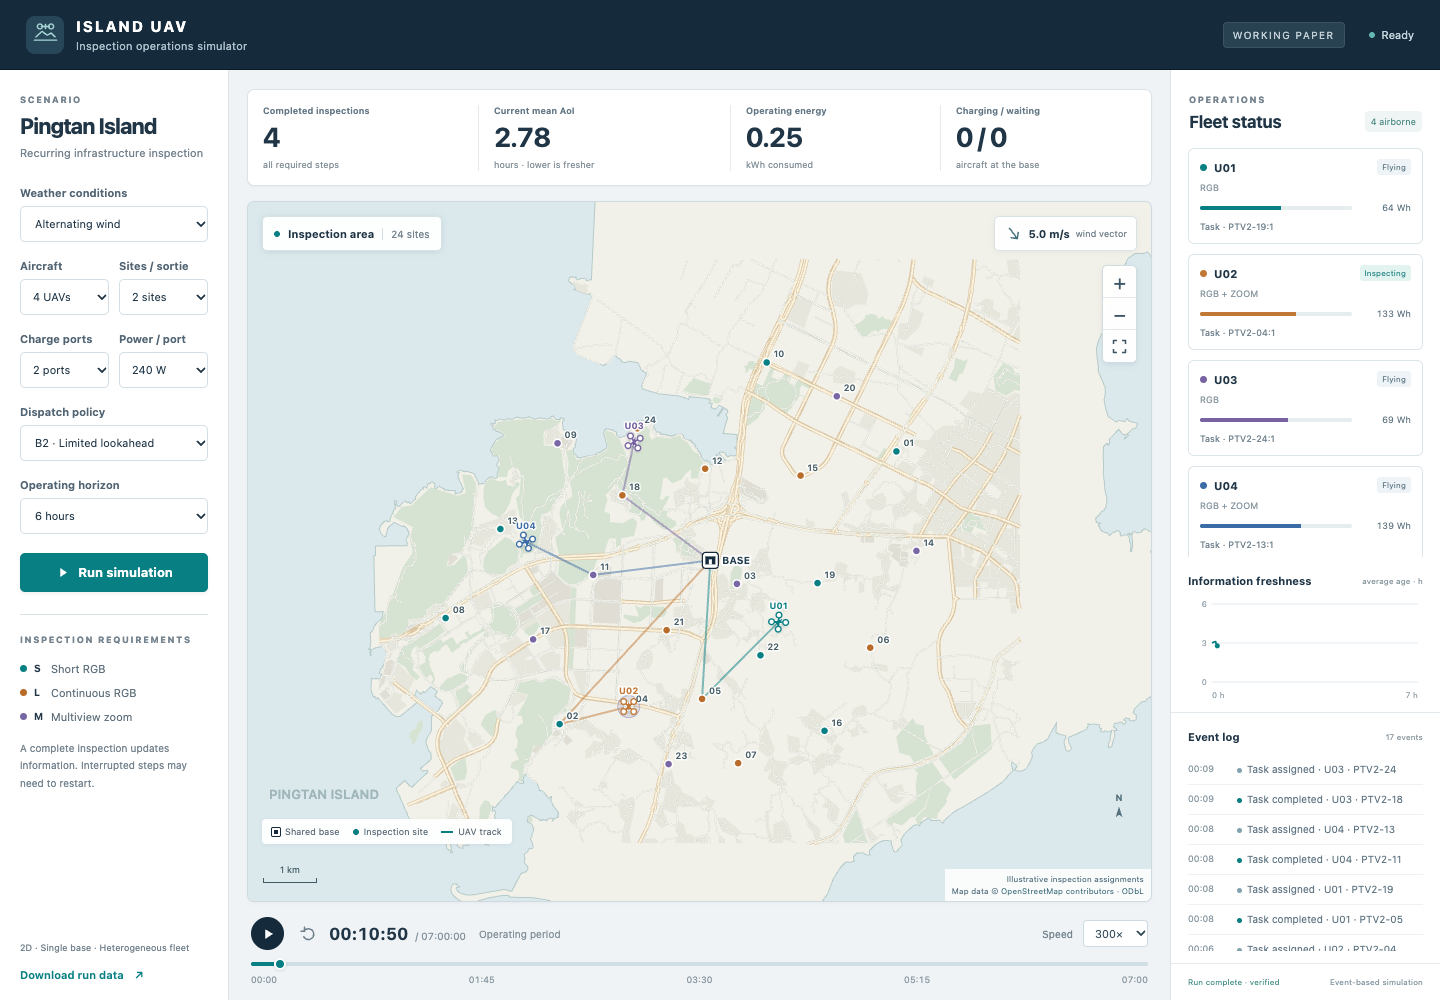 ISLAND UAV
Inspection operations simulator
WORKING PAPER
Ready
SCENARIO
Pingtan Island
Recurring infrastructure inspection
Weather conditions
Alternating wind
Aircraft
Sites / sortie
4 UAVs
2 sites
Charge ports
Power / port
2 ports
240 W
Dispatch policy
B2 · Limited lookahead
Operating horizon
6 hours
Run simulation
INSPECTION REQUIREMENTS
S Short RGB
L Continuous RGB
M Multiview zoom
A complete inspection updates
information. Interrupted steps may
need to restart.
2D · Single base · Heterogeneous fleet
Download run data ↗
Completed inspections
4
all required steps
Current mean AoI
2.78
hours · lower is fresher
Operating energy
0.25
kWh consumed
Charging / waiting
0 / 0
aircraft at the base
Inspection area
24 sites
5.0 m/s wind vector
+
−
10
20
24
U03
09
01
12
15
18
13
U04
14
BASE
11
03
19
U01
08
21
17
06
22
U02
04
05
02
16
23
07
PINGTAN ISLAND
Shared base
Inspection site
UAV track
1 km
N
Illustrative inspection assignments
Map data © OpenStreetMap contributors · ODbL
00:10:50 / 07:00:00 Operating period
Speed
300×
00:00
01:45
03:30
05:15
07:00
OPERATIONS
Fleet status
4 airborne
U01
Flying
RGB
64 Wh
Task · PTV2-19:1
U02
Inspecting
RGB + ZOOM
133 Wh
Task · PTV2-04:1
U03
Flying
RGB
69 Wh
Task · PTV2-24:1
U04
Flying
RGB + ZOOM
139 Wh
Task · PTV2-13:1
Information freshness
average age · h
6
3
0
0 h
7 h
Event log
17 events
00:09 Task assigned · U03 · PTV2-24
00:09 Task completed · U03 · PTV2-18
00:08 Task assigned · U04 · PTV2-13
00:08 Task completed · U04 · PTV2-11
00:08 Task assigned · U01 · PTV2-19
00:08 Task completed · U01 · PTV2-05
00:06 Task assigned · U02 · PTV2-04
Run complete · verified
Event-based simulation